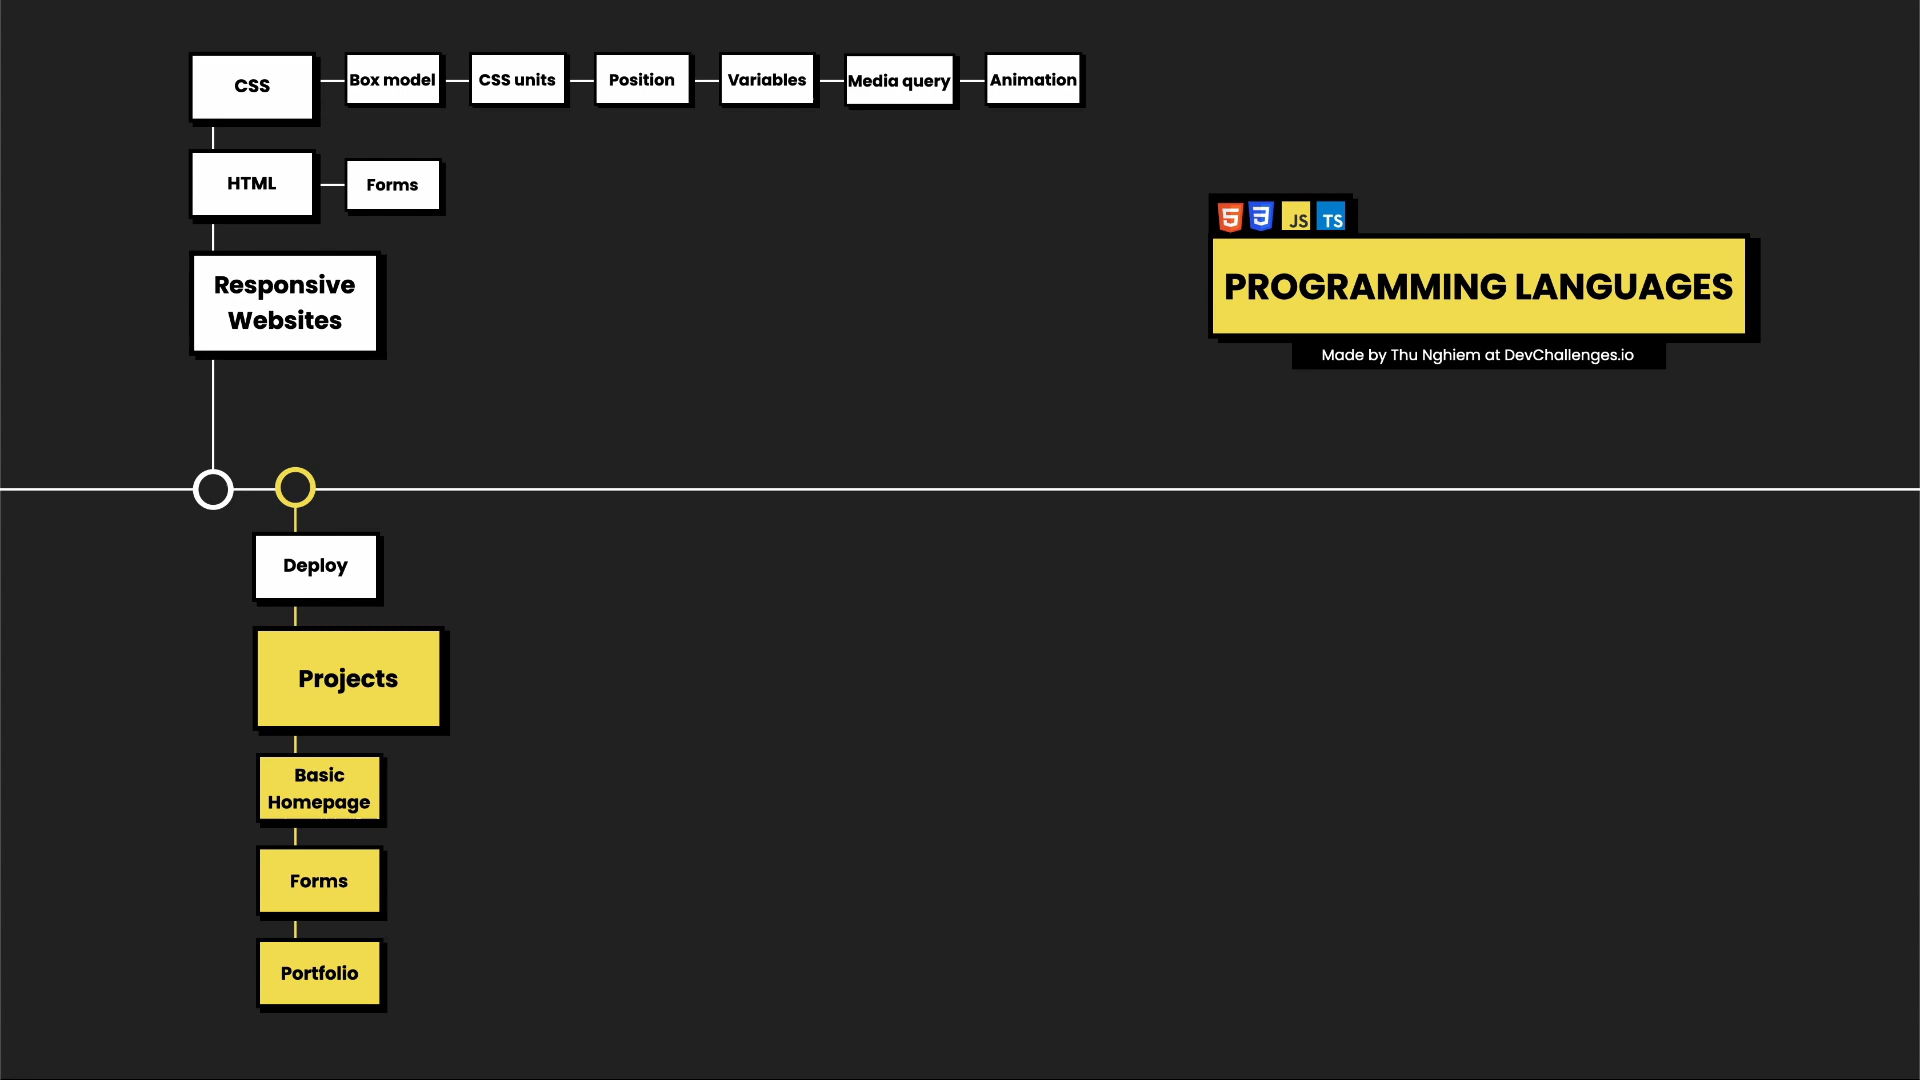 CSS
Box model
CSS units
Position
Variables
Media query
Animation
HTML
Forms
Responsive
Websites
JS
TS
PROGRAMMING LANGUAGES
Made by Thu Nghiem at DevChallenges.io
Deploy
Projects
Basic
Homepage
Forms
Portfolio